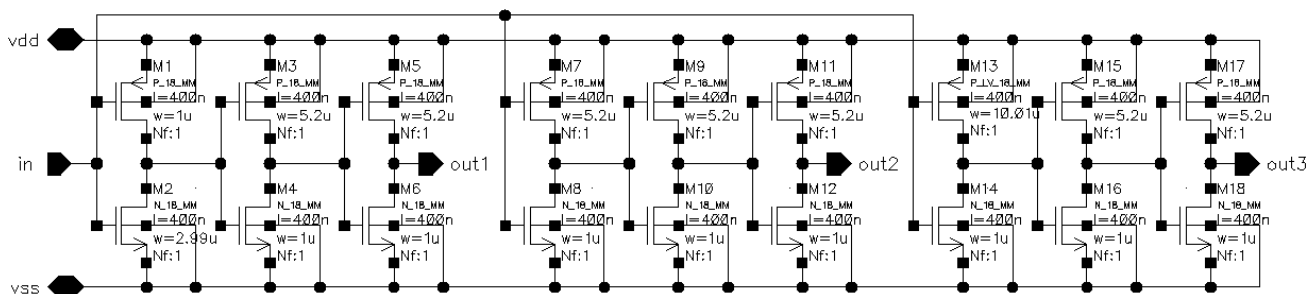 vdd
M1
P_18_MM
l=400n
w=1u
Nf:1
M3
P_18_MM
l=400n
w=5.2u
Nf:1
M5
P_18_MM
l=400n
w=5.2u
Nf:1
M7
P_18_MM
l=400n
w=5.2u
Nf:1
M9
P_18_MM
l=400n
w=5.2u
Nf:1
M11
P_18_MM
l=400n
w=5.2u
Nf:1
M13
P_LV_18_MM
l=400n
w=10.01u
Nf:1
M15
P_18_MM
l=400n
w=5.2u
Nf:1
M17
P_18_MM
l=400n
w=5.2u
Nf:1
in
out1
out2
out3
M2
N_18_MM
l=400n
w=2.99u
Nf:1
M4
N_18_MM
l=400n
w=1u
Nf:1
M6
N_18_MM
l=400n
w=1u
Nf:1
M8
N_18_MM
l=400n
w=1u
Nf:1
M10
N_18_MM
l=400n
w=1u
Nf:1
M12
N_18_MM
l=400n
w=1u
Nf:1
M14
N_18_MM
l=400n
w=1u
Nf:1
M16
N_18_MM
l=400n
w=1u
Nf:1
M18
N_18_MM
l=400n
w=1u
Nf:1
vss